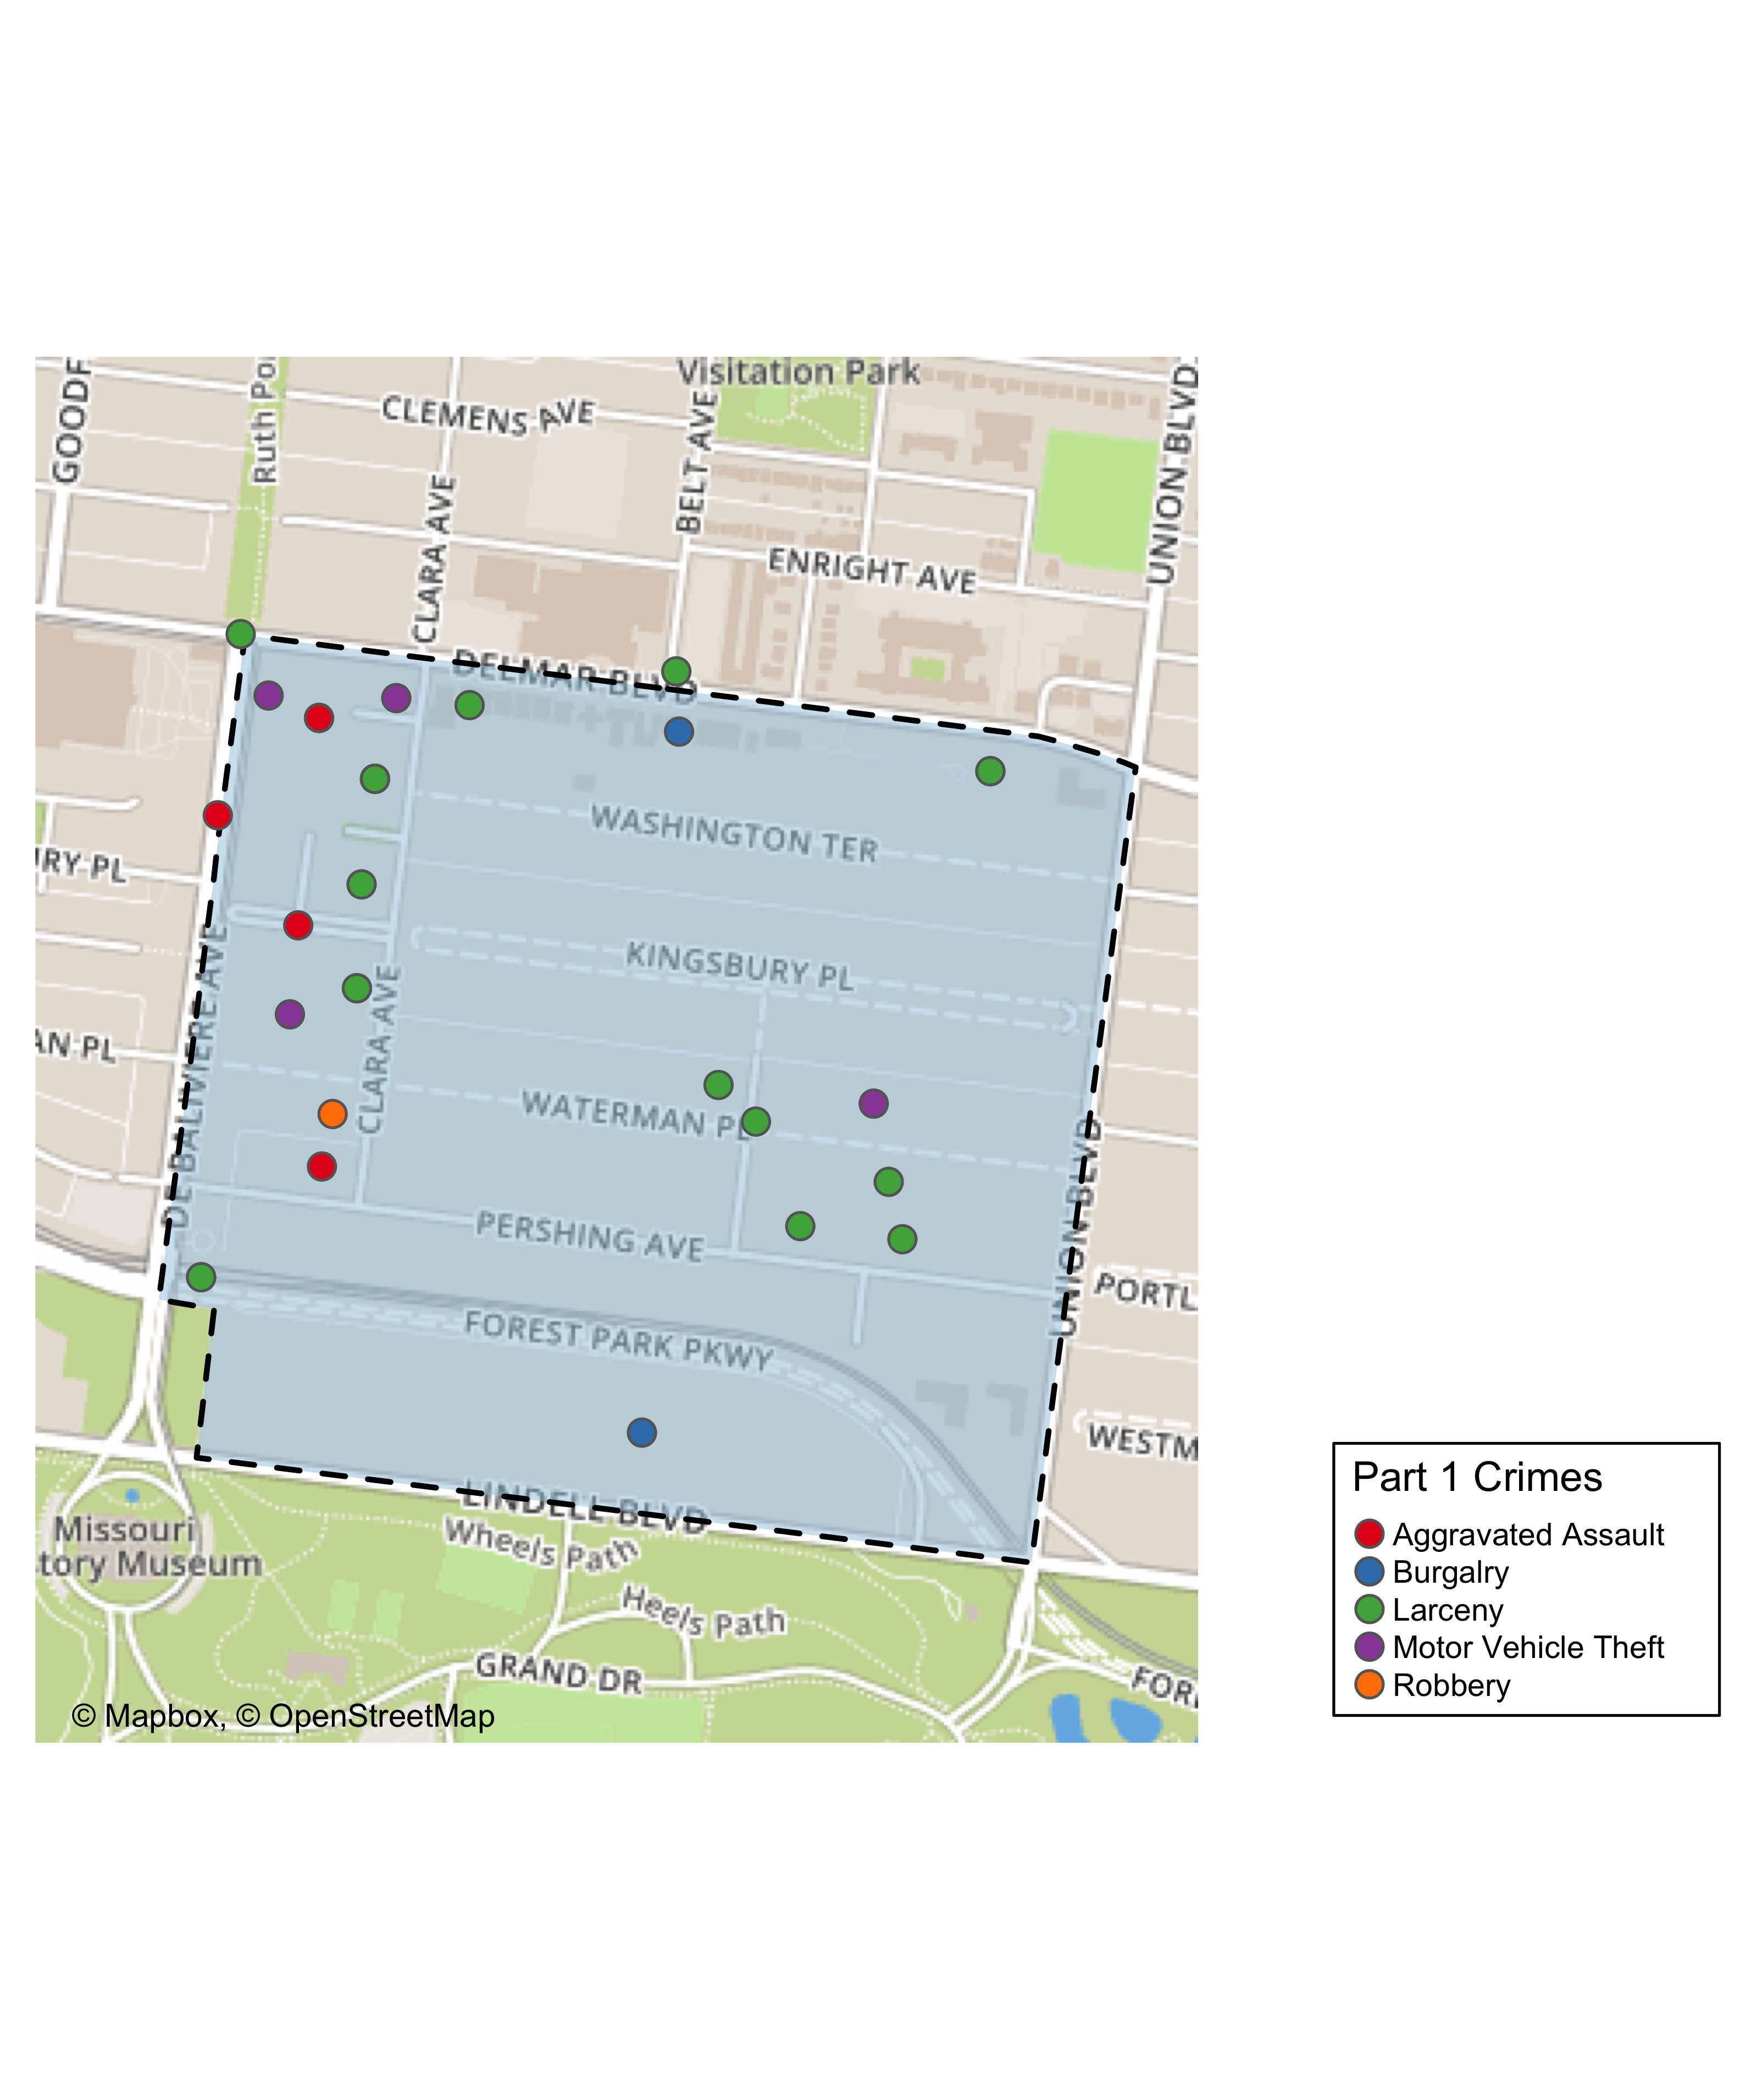 Visitation Park
GOODF
Ruth Po
CLEMENS AVE
BELT AVE
UNION BLVD
CLARA AVE
ENRIGHT AVE
DELMAR BLVD
WASHINGTON TER
RY PL
KINGSBURY PL
DE BALIVIERE AVE
CLARA AVE
AN PL
WATERMAN PL
UNION BLVD
PERSHING AVE
PORTL
FOREST PARK PKWY
WESTM
LINDELL BLVD
Wheels Path
Missouri
tory Museum
Heels Path
GRAND DR
FOR
© Mapbox, © OpenStreetMap
Part 1 Crimes
Aggravated Assault
Burgalry
Larceny
Motor Vehicle Theft
Robbery